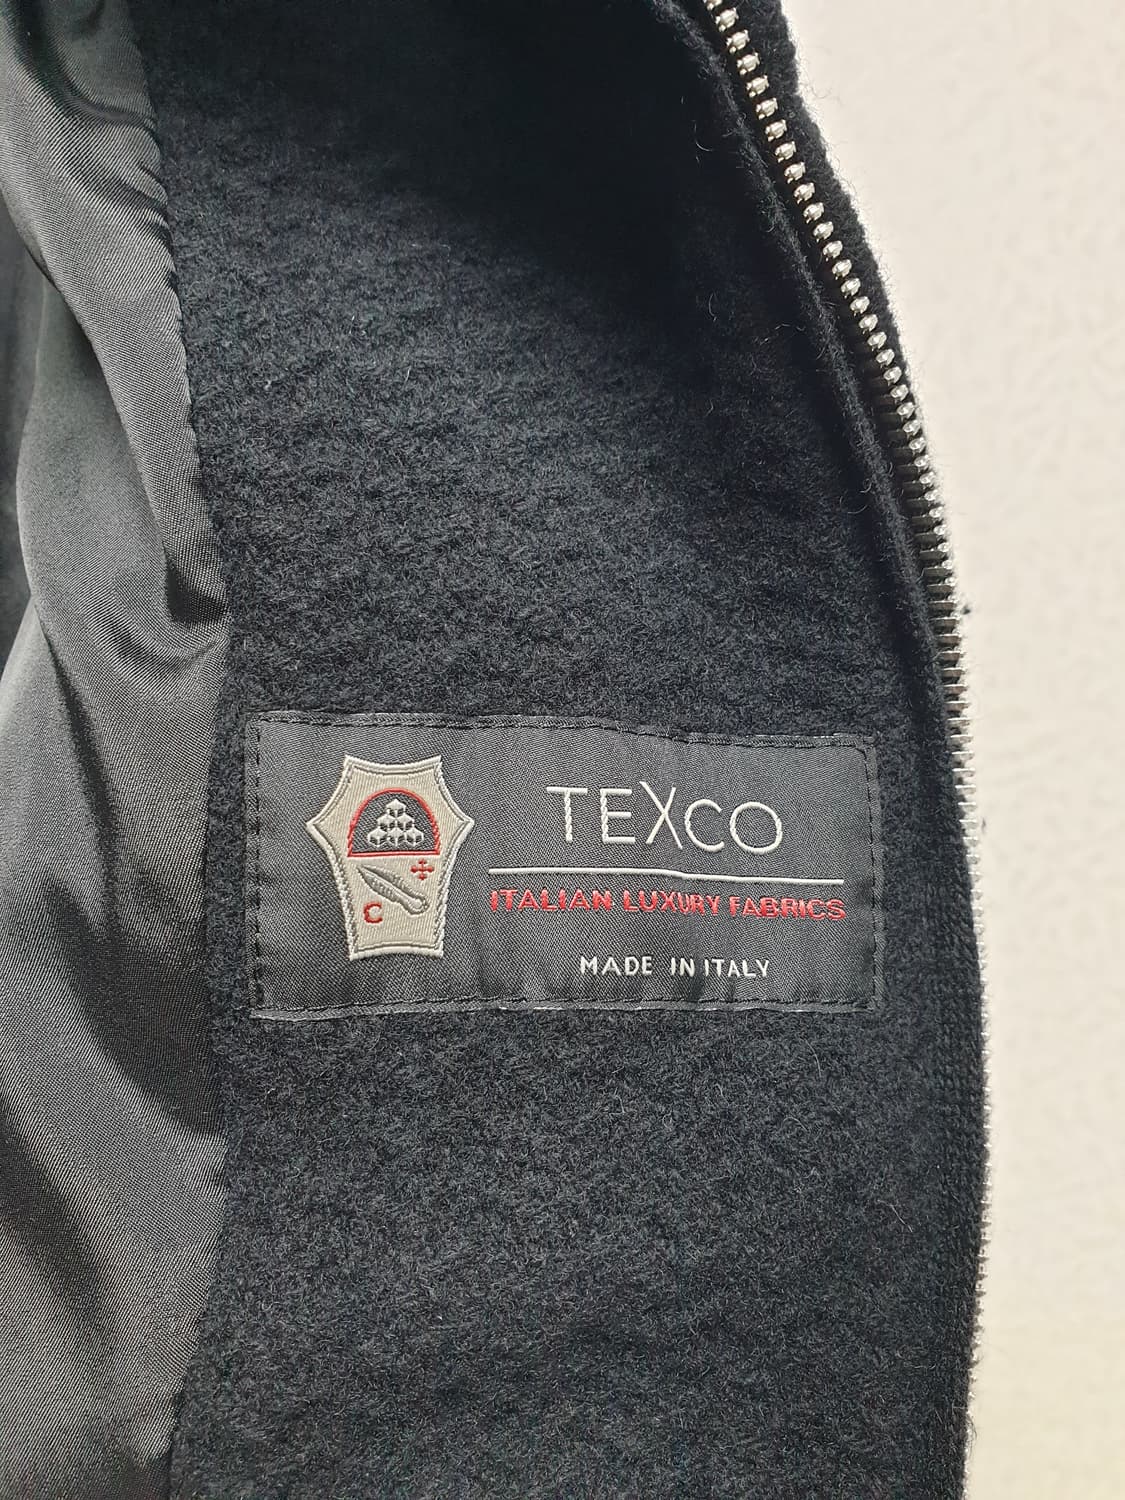 TEXCO
ITALIAN LUXURY FABRICS
MADE IN ITALY
C